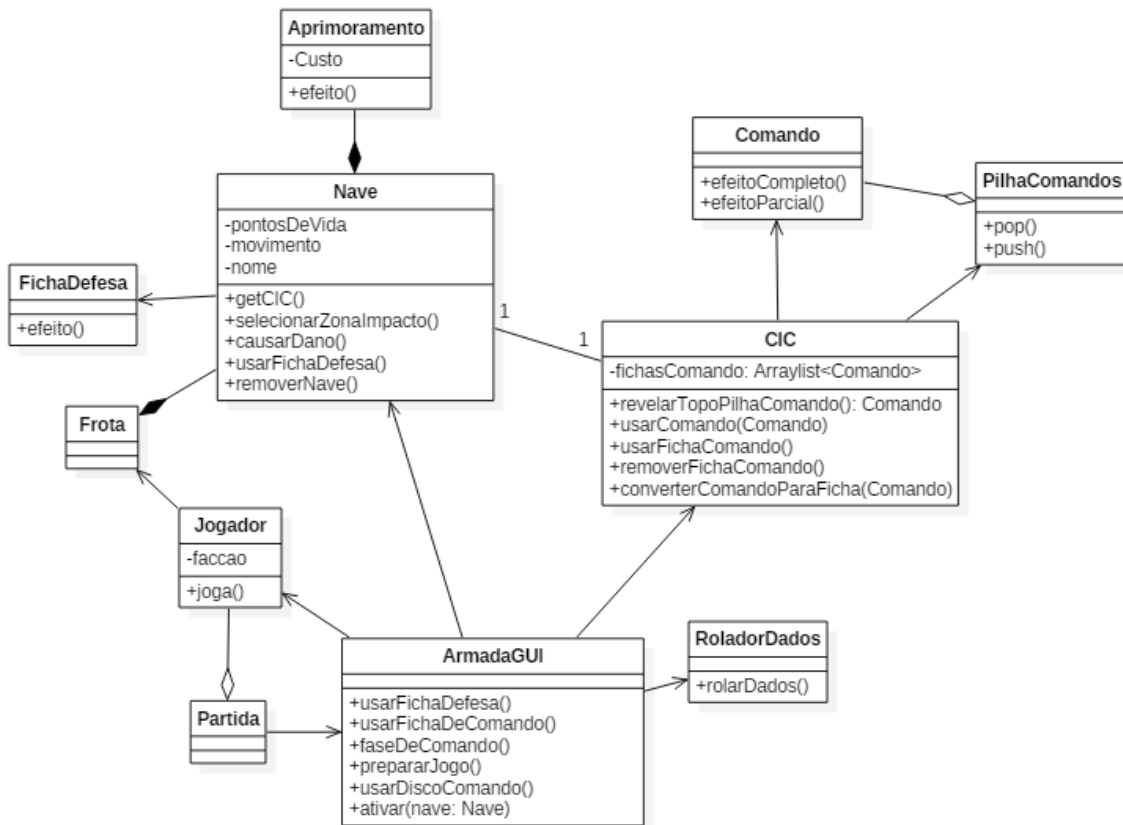 Aprimoramento
-Custo
+efeito()
Comando
+efeitoCompleto()
+efeitoParcial()
PilhaComandos
+pop()
+push()
Nave
-pontosDeVida
-movimento
-nome
+getCIC()
+selecionarZonaImpacto()
+causarDano()
+usarFichaDefesa()
+removerNave()
FichaDefesa
+efeito()
1
1
CIC
-fichasComando: Arraylist<Comando>
+revelarTopoPilhaComando(): Comando
+usarComando(Comando)
+usarFichaComando()
+removerFichaComando()
+converterComandoParaFicha(Comando)
Frota
Jogador
-faccao
+joga()
RoladorDados
+rolarDados()
ArmadaGUI
+usarFichaDefesa()
+usarFichaDeComando()
+faseDeComando()
+prepararJogo()
+usarDiscoComando()
+ativar(nave: Nave)
Partida